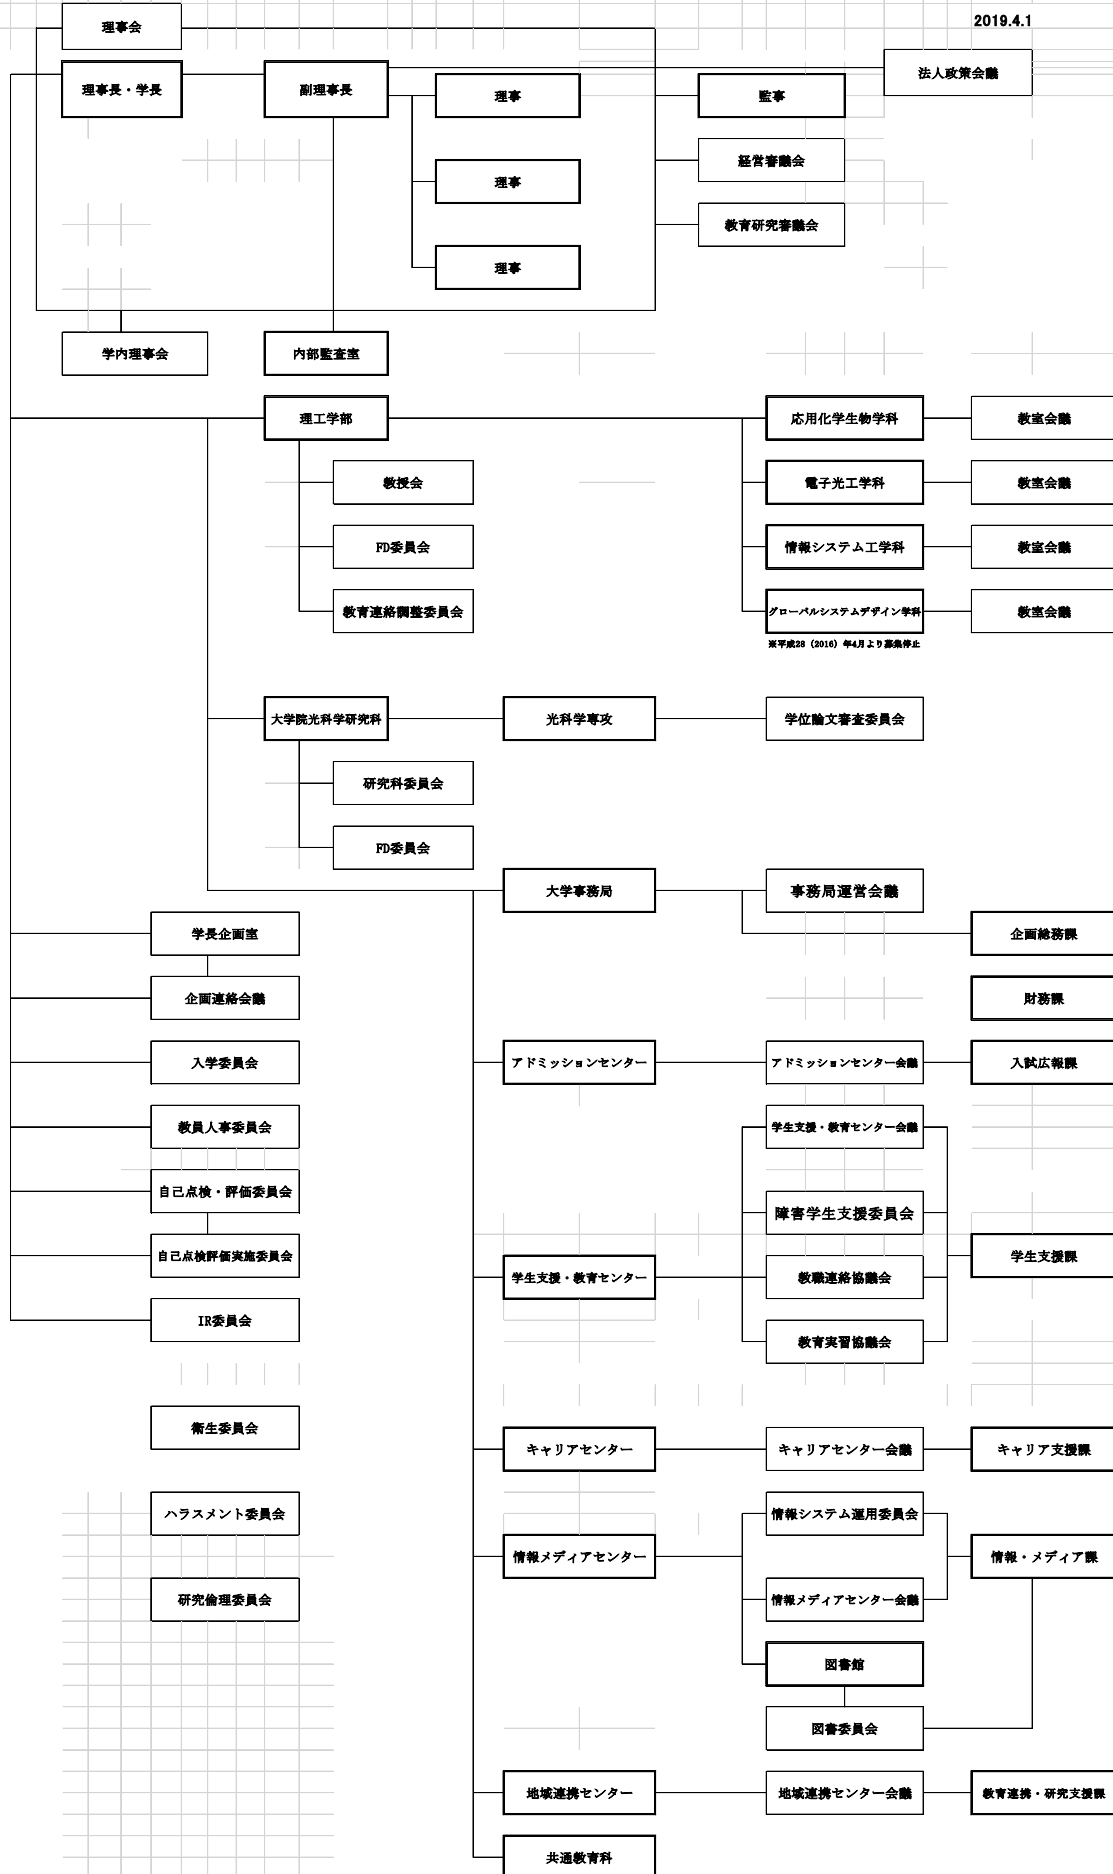 2019.4.1
理事会
法人政策会議
理事長・学長
副理事長
理事
監事
経営審議会
理事
教育研究審議会
理事
学内理事会
内部監査室
理工学部
応用化学生物学科
教室会議
教授会
電子光工学科
教室会議
FD委員会
情報システム工学科
教室会議
教育連絡調整委員会
グローバルシステムデザイン学科
教室会議
※平成28（2016）年4月より募集停止
大学院光科学研究科
光科学専攻
学位論文審査委員会
研究科委員会
FD委員会
大学事務局
事務局運営会議
学長企画室
企画総務課
企画連絡会議
財務課
入学委員会
アドミッションセンター
アドミッションセンター会議
入試広報課
教員人事委員会
学生支援・教育センター会議
自己点検・評価委員会
障害学生支援委員会
自己点検評価実施委員会
学生支援課
学生支援・教育センター
教職連絡協議会
IR委員会
教育実習協議会
衛生委員会
キャリアセンター
キャリアセンター会議
キャリア支援課
ハラスメント委員会
情報システム運用委員会
情報メディアセンター
情報・メディア課
研究倫理委員会
情報メディアセンター会議
図書館
図書委員会
地域連携センター
地域連携センター会議
教育連携・研究支援課
共通教育科